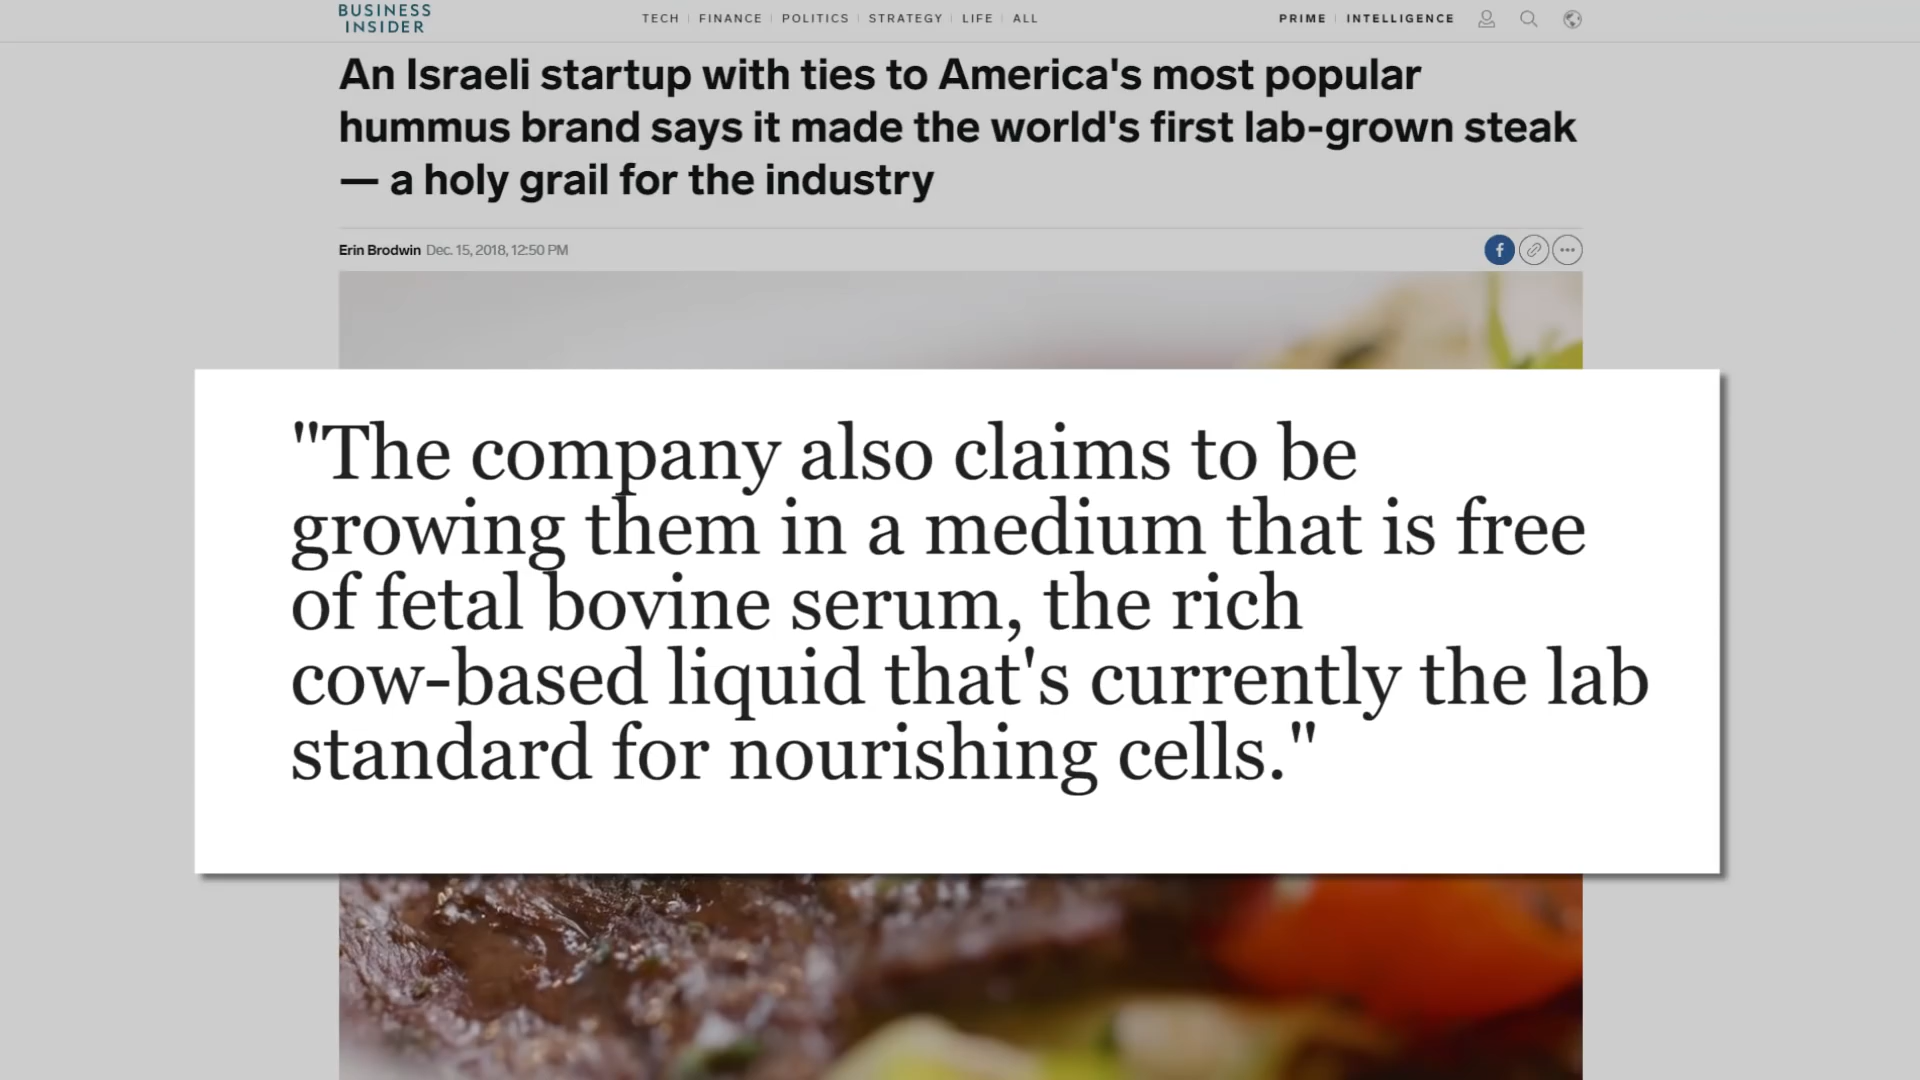 BUSINESS
INSIDER
TECH FINANCE POLITICS STRATEGY LIFE ALL
PRIME INTELLIGENCE
An Israeli startup with ties to America's most popular
hummus brand says it made the world's first lab-grown steak
— a holy grail for the industry
Erin Brodwin Dec. 15, 2018, 12:50 PM
f
"The company also claims to be
growing them in a medium that is free
of fetal bovine serum, the rich
cow-based liquid that's currently the lab
standard for nourishing cells."